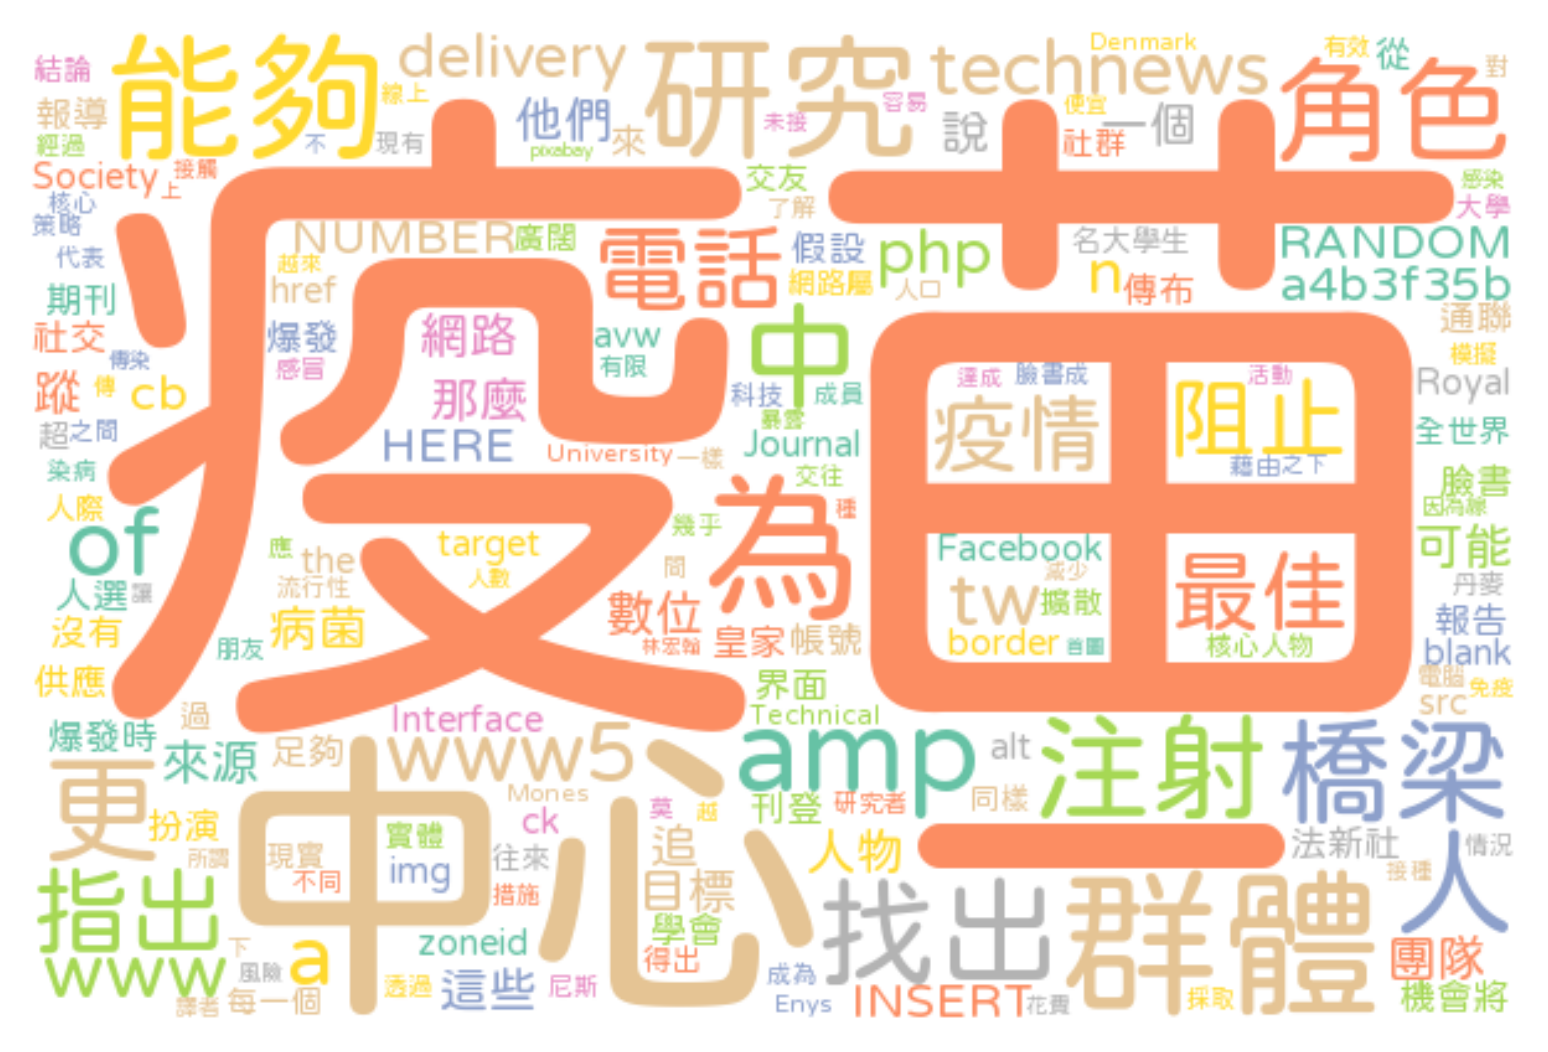 結論
能夠
delivery
研究
technews
Denmark
有效
從
對
角色
報導
線上
他們
容易
便宜
一個
經過
不
現有
pixabay
來
未接
說
社群
Society
接觸
上
交友
感染
核心
了解
大學
策略
NUMBER
廣闊
電話
假設
php
名大學生
RANDOM
代表
越來
網路屬
n
傳布
期刊
href
人口
a4b3f35b
疫苗
社交
爆發
網路
avw
中
通聯
傳染
感冒
有限
達成
臉書成
活動
模擬
蹤
傳
cb
那麼
科技
成員
疫情
阻止
Royal
超
之間
HERE
暴露
Journal
全世界
染病
University
一樣
交往
藉由之下
臉書
人際
為
種
因為線
of
幾乎
應
the
target
Facebook
可能
人數
間
減少
人選
讓
流行性
tw
擴散
最佳
丹麥
沒有
病菌
數位
報告
朋友
林宏翰
皇家
帳號
border
首圖
核心人物
blank
供應
界面
電腦
免疫
src
過
Interface
Technical
爆發時
來源
足夠
www5
amp
alt
注射
橋梁
更
中心
Mones
莫
越
刊登
研究者
同樣
扮演
實體
ck
追
人物
一
法新社
情況
所謂
現實
img
往來
人
接種
不同
措施
目標
指出
找出
群體
學會
zoneid
得出
團隊
www
下
風險
a
透過
這些
尼斯
成為
譯者
每一個
Enys
INSERT
花費
採取
機會將